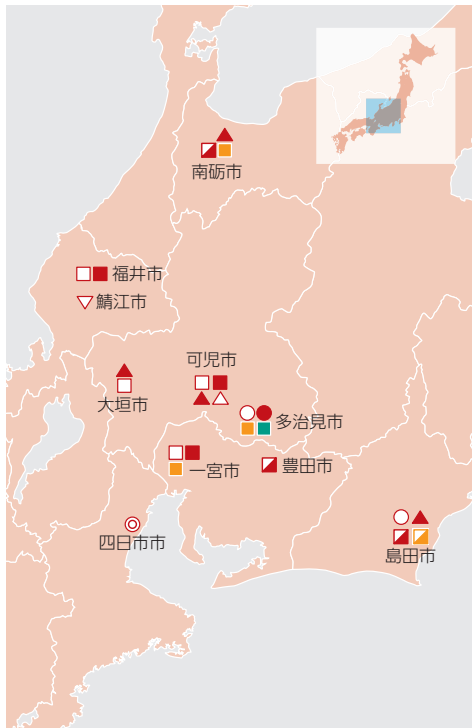 南砺市
福井市
鯖江市
可児市
大垣市
多治見市
一宮市
豊田市
四日市市
島田市